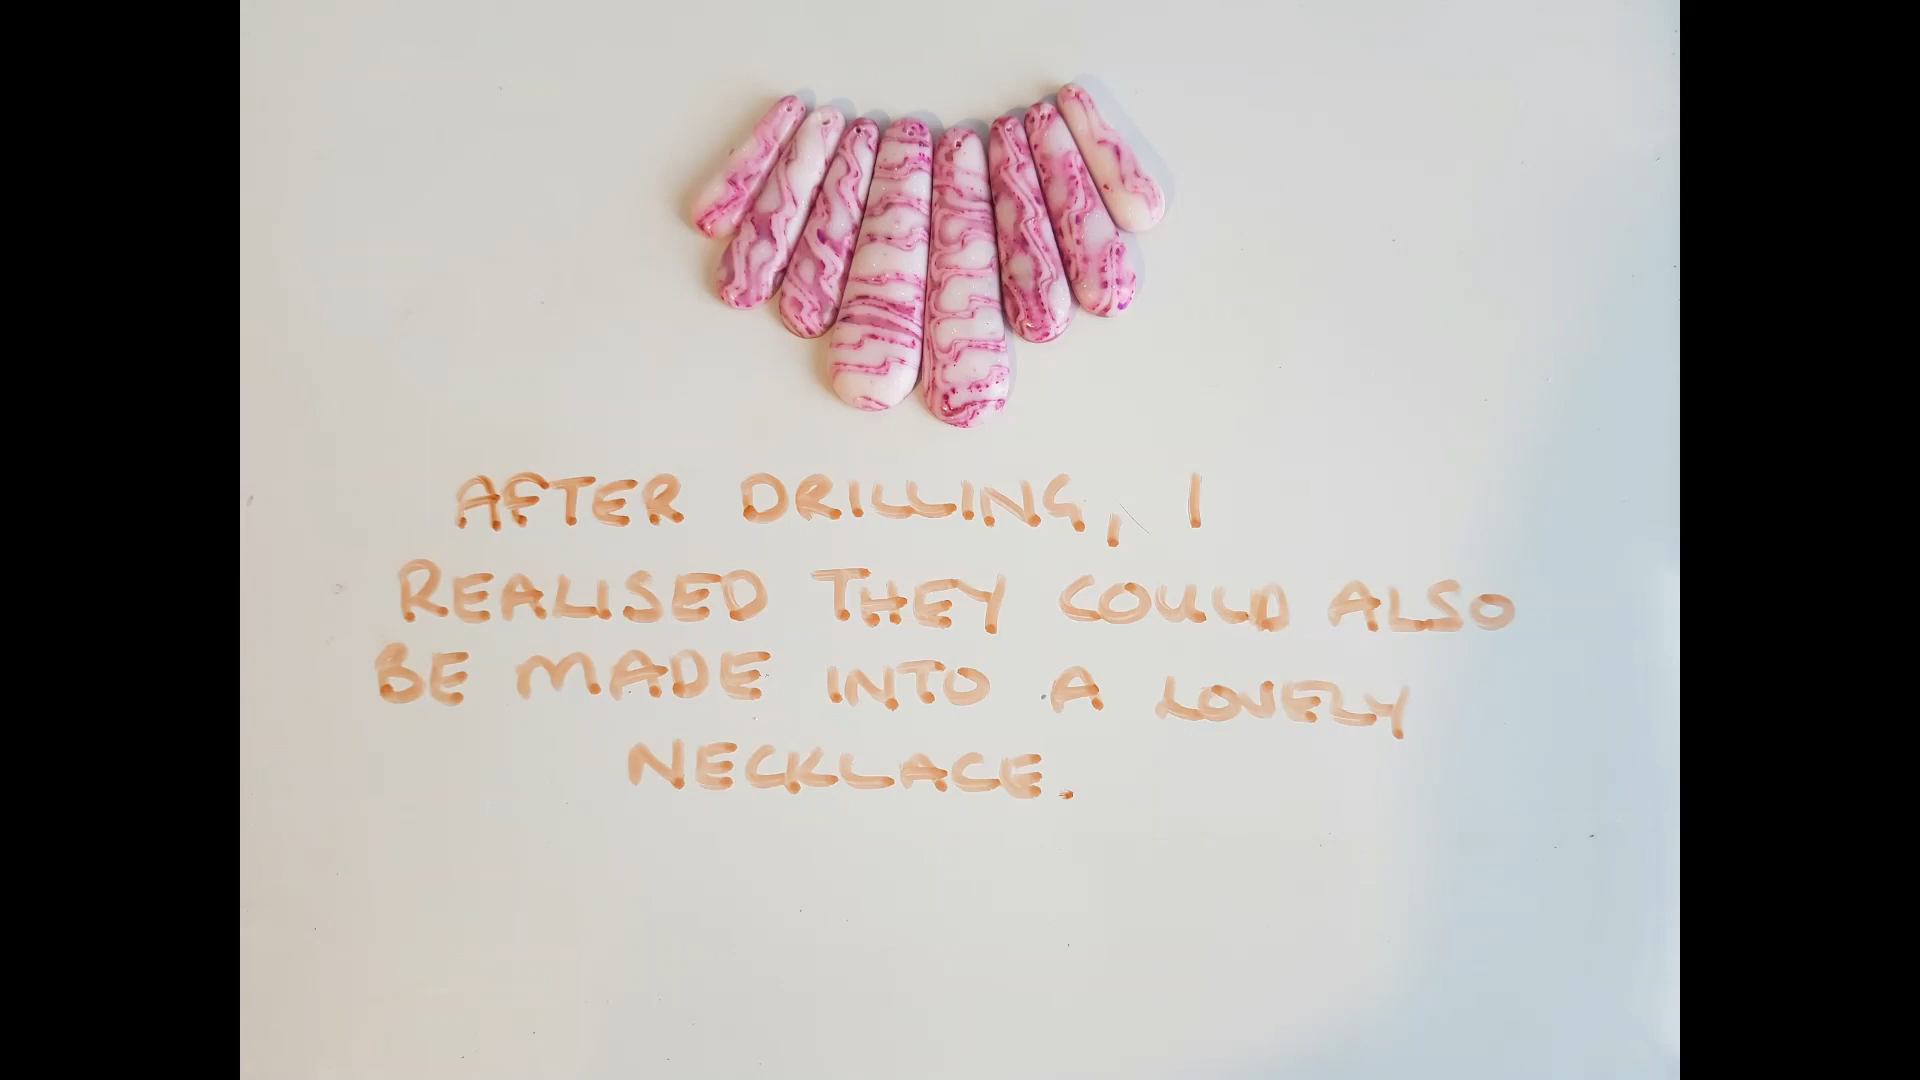 AFTER DRILLING, I
REALISED THEY COULD ALSO
BE MADE INTO A LOVELY
NECKLACE.